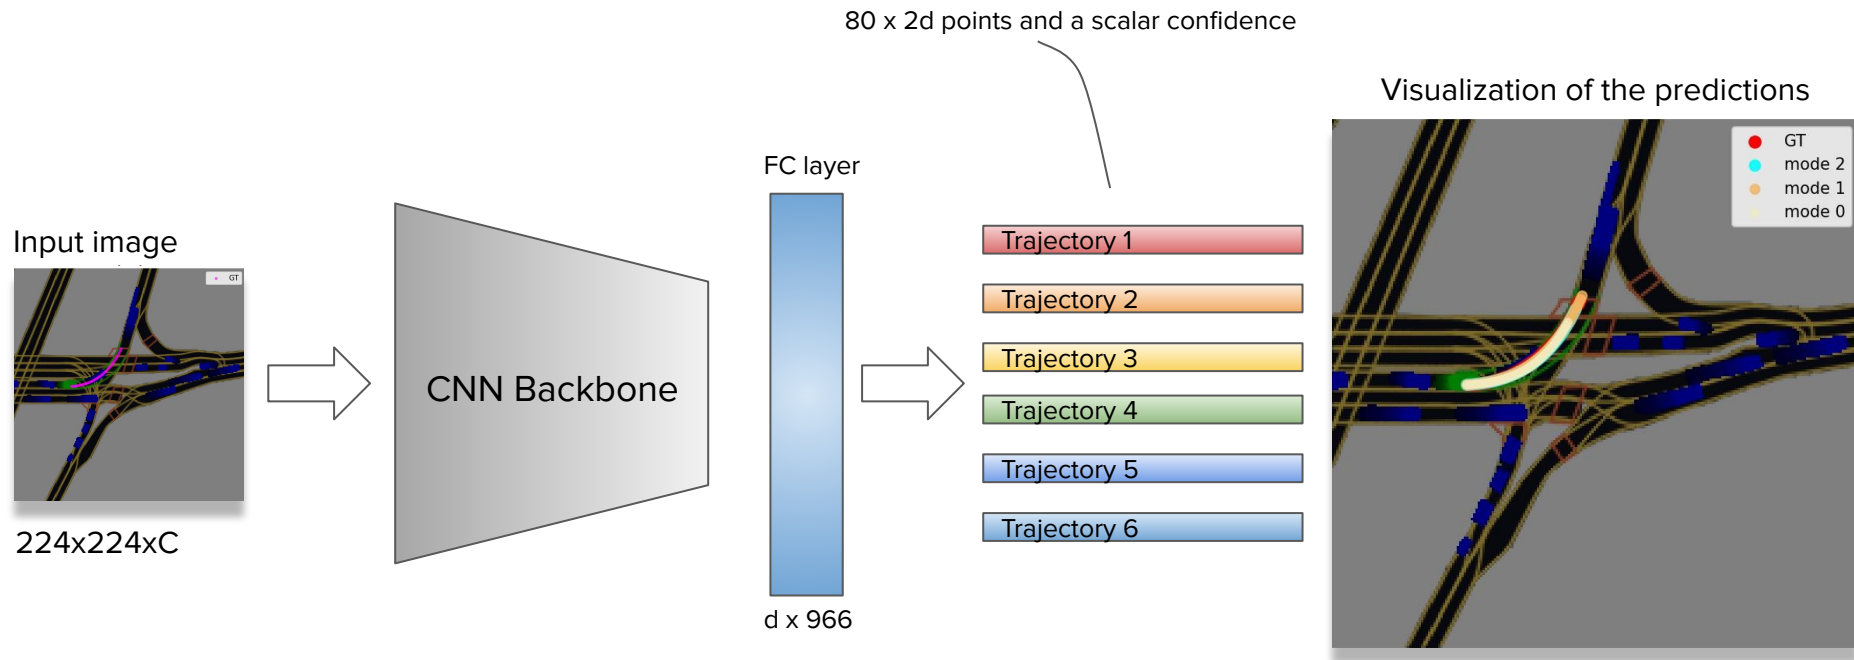 80 x 2d points and a scalar confidence
Visualization of the predictions
GT
mode 2
mode 1
mode 0
FC layer
Input image
GT
Trajectory 1
Trajectory 2
Trajectory 3
CNN Backbone
Trajectory 4
Trajectory 5
Trajectory 6
224x224xC
d x 966